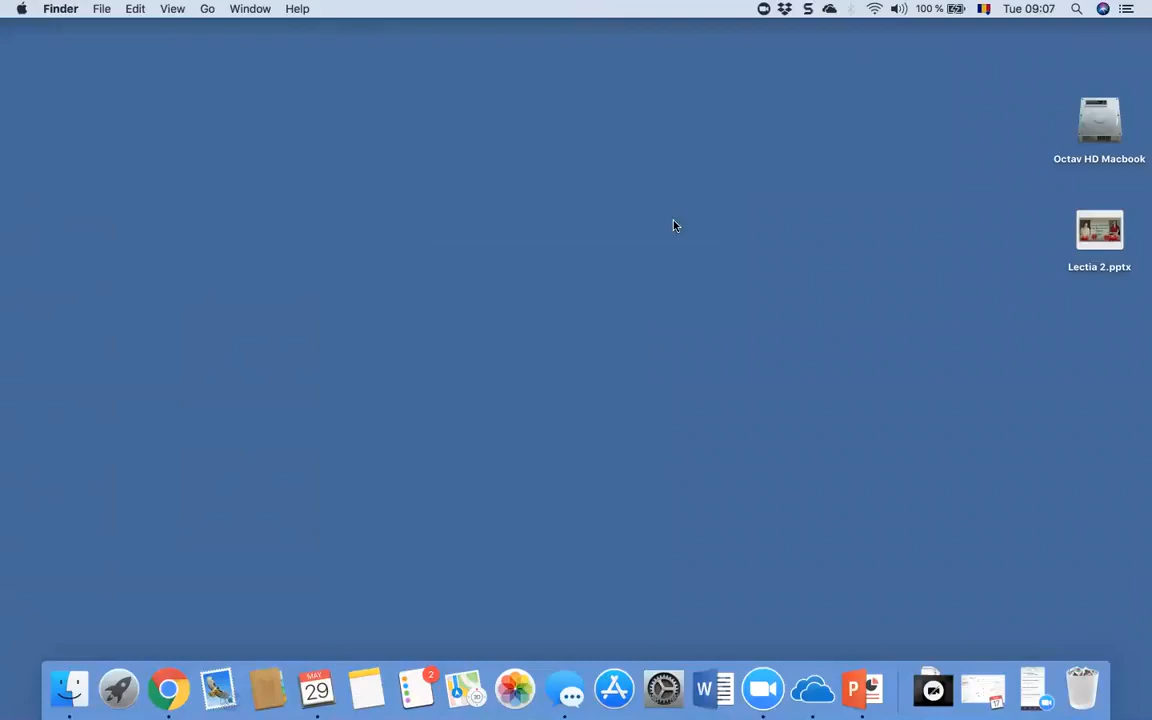 Finder File Edit View Go Window Help 100 % Tue 09:07
Octav HD Macbook
Lectia 2.pptx
MAY
29
2
17